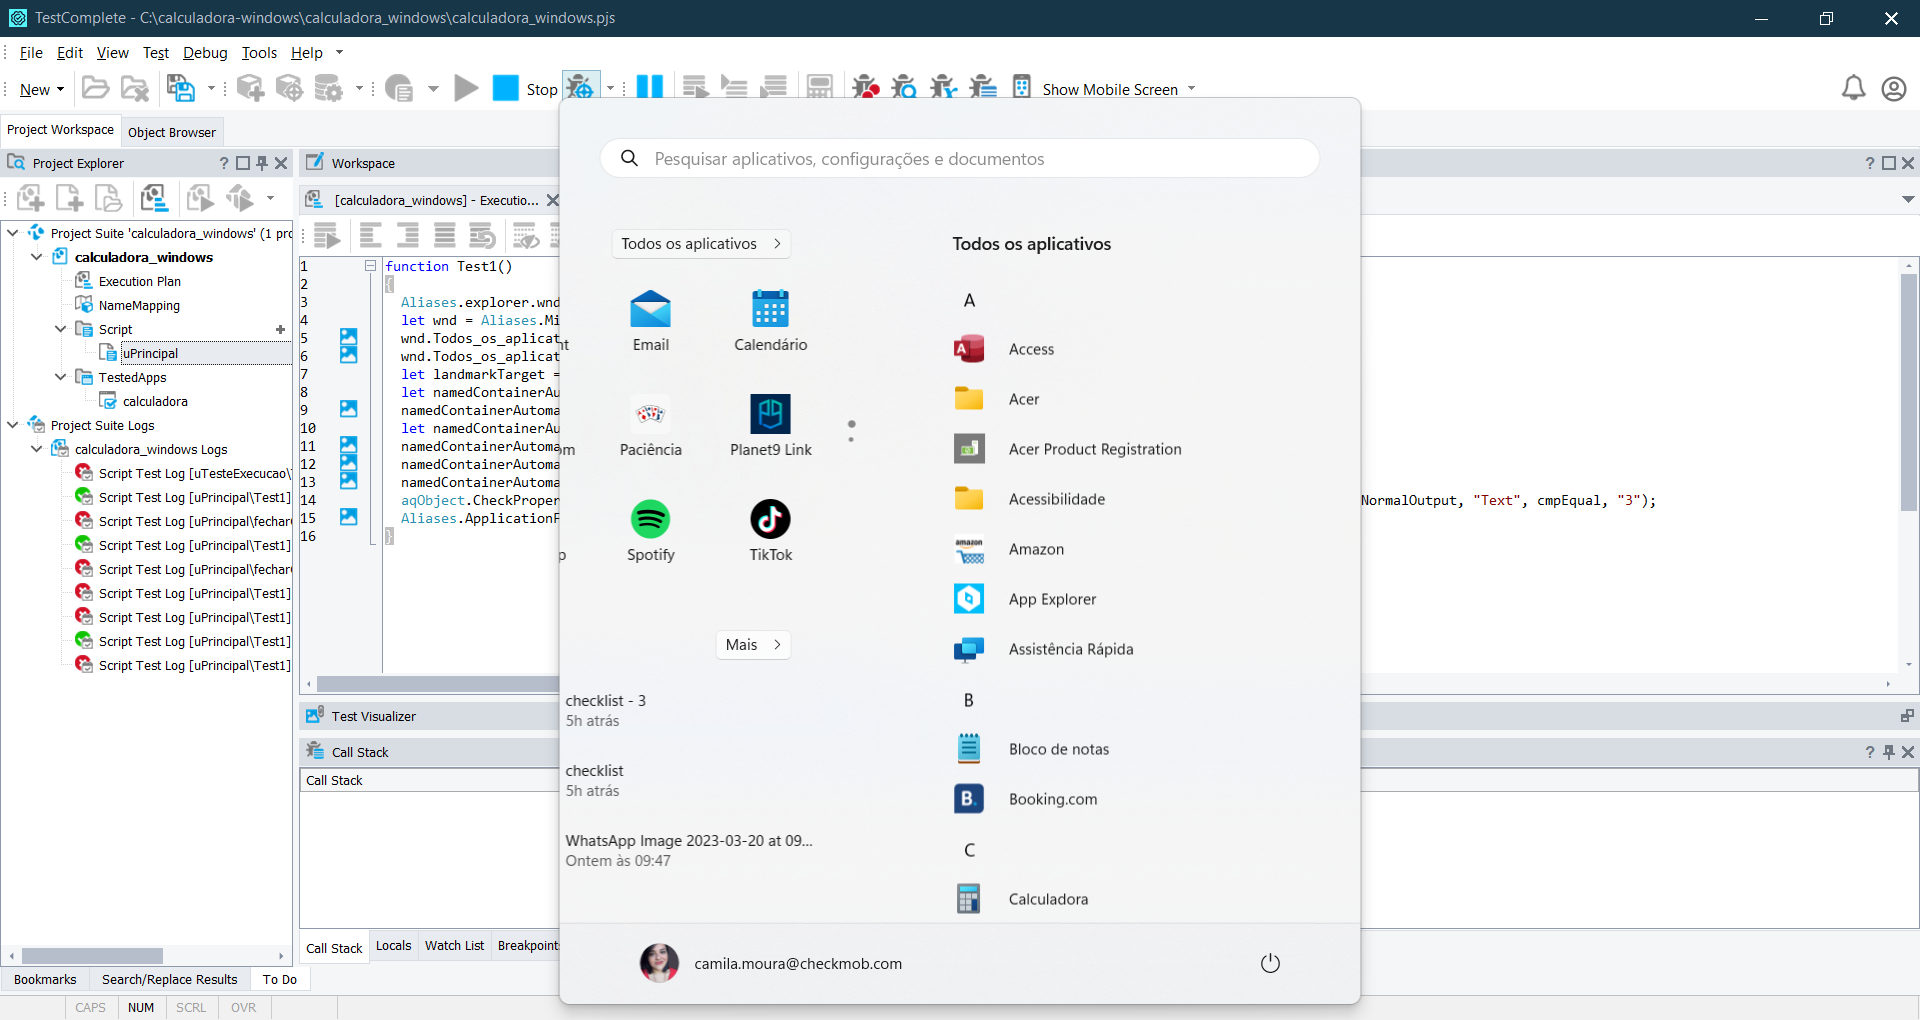 TestComplete - C:\calculadora-windows\calculadora_windows\calculadora_windows.pjs
File Edit View Test Debug Tools Help
New Stop Show Mobile Screen
Project Workspace Object Browser
Project Explorer
Project Suite 'calculadora_windows' (1 pro
calculadora_windows
Execution Plan
NameMapping
Script
uPrincipal
TestedApps
calculadora
Project Suite Logs
calculadora_windows Logs
Script Test Log [uTesteExecucao\
Script Test Log [uPrincipal\Test1]
Script Test Log [uPrincipal\fechar
Script Test Log [uPrincipal\Test1]
Script Test Log [uPrincipal\fechar
Script Test Log [uPrincipal\Test1]
Script Test Log [uPrincipal\Test1]
Script Test Log [uPrincipal\Test1]
Script Test Log [uPrincipal\Test1]
Bookmarks Search/Replace Results To Do
CAPS NUM SCRL OVR
Workspace
[calculadora_windows] - Executio...
1 function Test1()
2 {
3 Aliases.explorer.wnd
4 let wnd = Aliases.Mi
5 wnd.Todos_os_aplicat
6 wnd.Todos_os_aplicat
7 let landmarkTarget =
8 let namedContainerAu
9 namedContainerAutoma
10 let namedContainerAu
11 namedContainerAutoma
12 namedContainerAutoma
13 namedContainerAutoma
14 aqObject.CheckProper NormalOutput, "Text", cmpEqual, "3");
15 Aliases.ApplicationF
16 }
Test Visualizer
Call Stack
Call Stack
Call Stack Locals Watch List Breakpoint
Pesquisar aplicativos, configurações e documentos
Todos os aplicativos
Email Calendário
Paciência Planet9 Link
Spotify TikTok
Mais
checklist - 3
5h atrás
checklist
5h atrás
WhatsApp Image 2023-03-20 at 09...
Ontem às 09:47
Todos os aplicativos
A
Access
Acer
Acer Product Registration
Acessibilidade
amazon
Amazon
App Explorer
Assistência Rápida
B
Bloco de notas
B.
Booking.com
C
Calculadora
camila.moura@checkmob.com